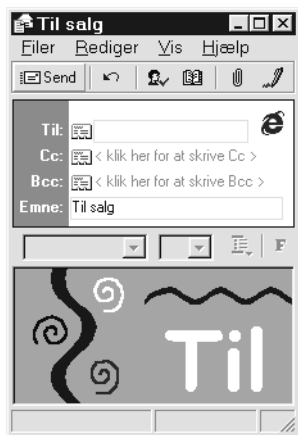 Til salg
Filer Rediger Vis Hjælp
Send
Til:
Cc: < klik her for at skrive Cc >
Bcc: < klik her for at skrive Bcc >
Emne: Til salg
F
Til